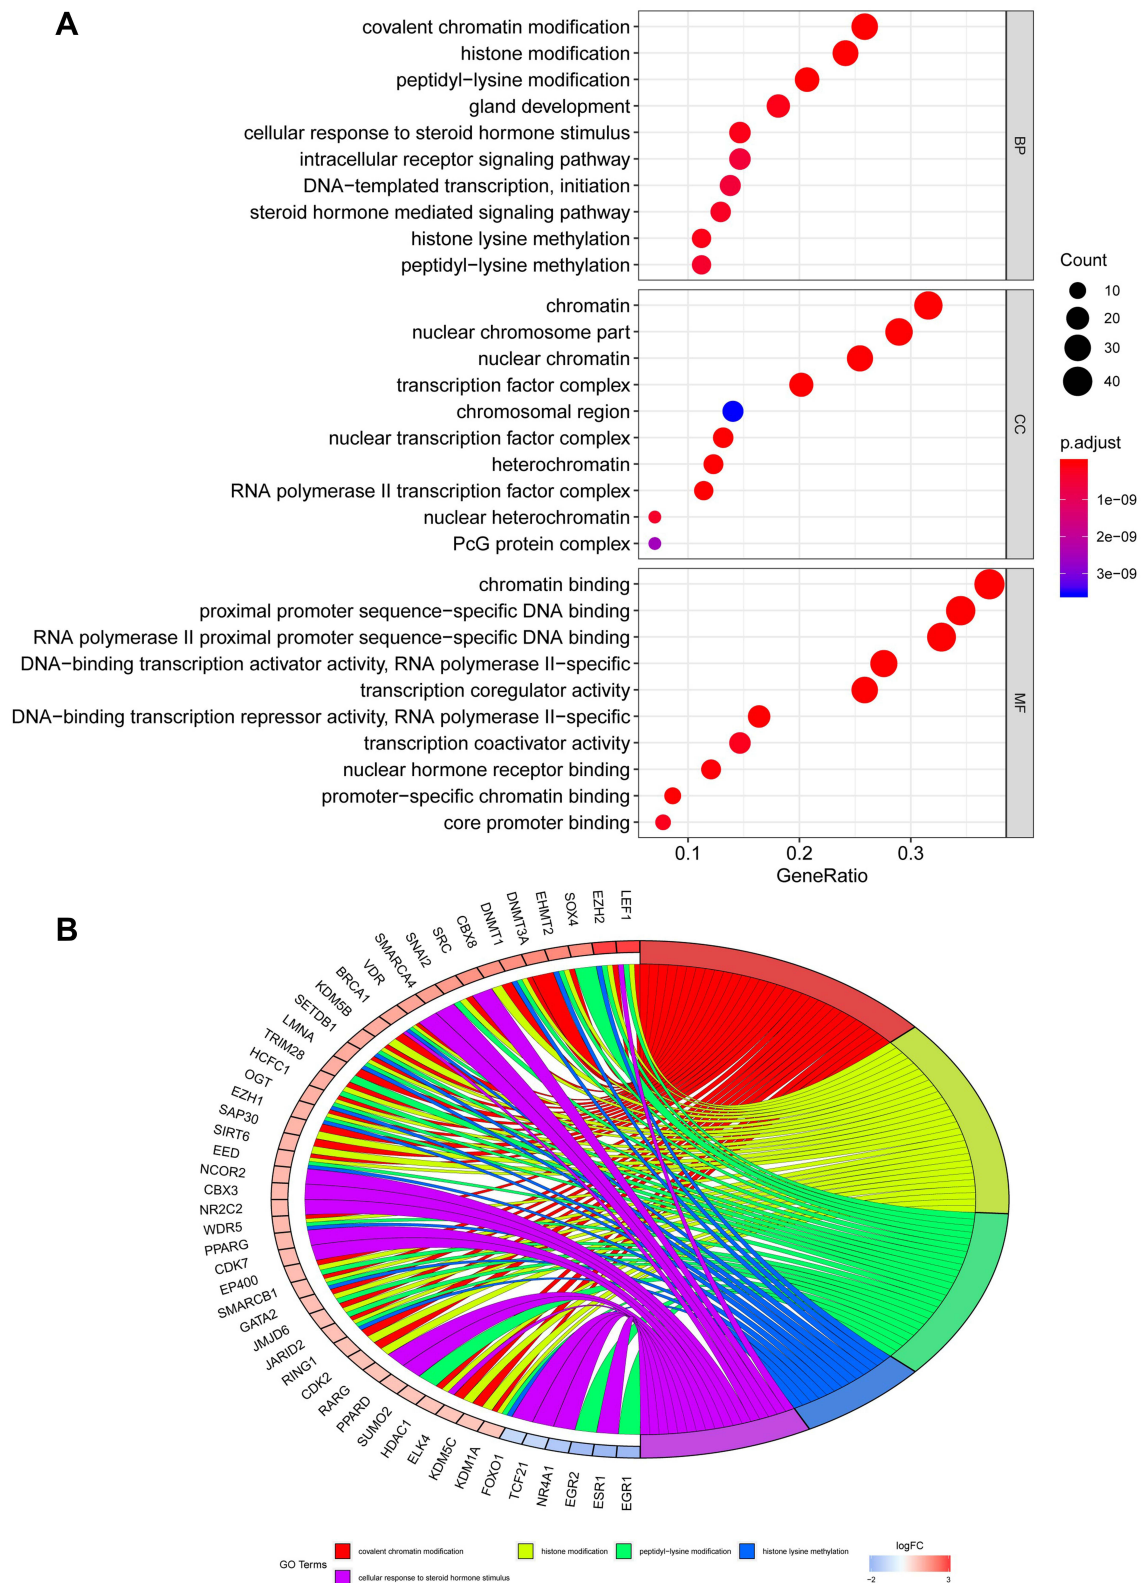 A
covalent chromatin modification
histone modification
peptidyl−lysine modification
gland development
cellular response to steroid hormone stimulus
intracellular receptor signaling pathway
DNA−templated transcription, initiation
steroid hormone mediated signaling pathway
histone lysine methylation
peptidyl−lysine methylation
BP
chromatin
nuclear chromosome part
nuclear chromatin
transcription factor complex
chromosomal region
nuclear transcription factor complex
heterochromatin
RNA polymerase II transcription factor complex
nuclear heterochromatin
PcG protein complex
CC
chromatin binding
proximal promoter sequence−specific DNA binding
RNA polymerase II proximal promoter sequence−specific DNA binding
DNA−binding transcription activator activity, RNA polymerase II−specific
transcription coregulator activity
DNA−binding transcription repressor activity, RNA polymerase II−specific
transcription coactivator activity
nuclear hormone receptor binding
promoter−specific chromatin binding
core promoter binding
MF
0.1 0.2 0.3
GeneRatio
Count
10
20
30
40
p.adjust
1e−09
2e−09
3e−09
B
LEF1
EZH2
SOX4
EHMT2
DNMT3A
DNMT1
CBX8
SRC
SNAI2
SMARCA4
VDR
BRCA1
KDM5B
SETDB1
LMNA
TRIM28
HCFC1
OGT
EZH1
SAP30
SIRT6
EED
NCOR2
CBX3
NR2C2
WDR5
PPARG
CDK7
EP400
SMARCB1
GATA2
JMJD6
JARID2
RING1
CDK2
RARG
PPARD
SUMO2
HDAC1
ELK4
KDM5C
KDM1A
FOXO1
TCF21
NR4A1
EGR2
ESR1
EGR1
GO Terms
covalent chromatin modification
histone modification
peptidyl−lysine modification
histone lysine methylation
cellular response to steroid hormone stimulus
logFC
−2 3